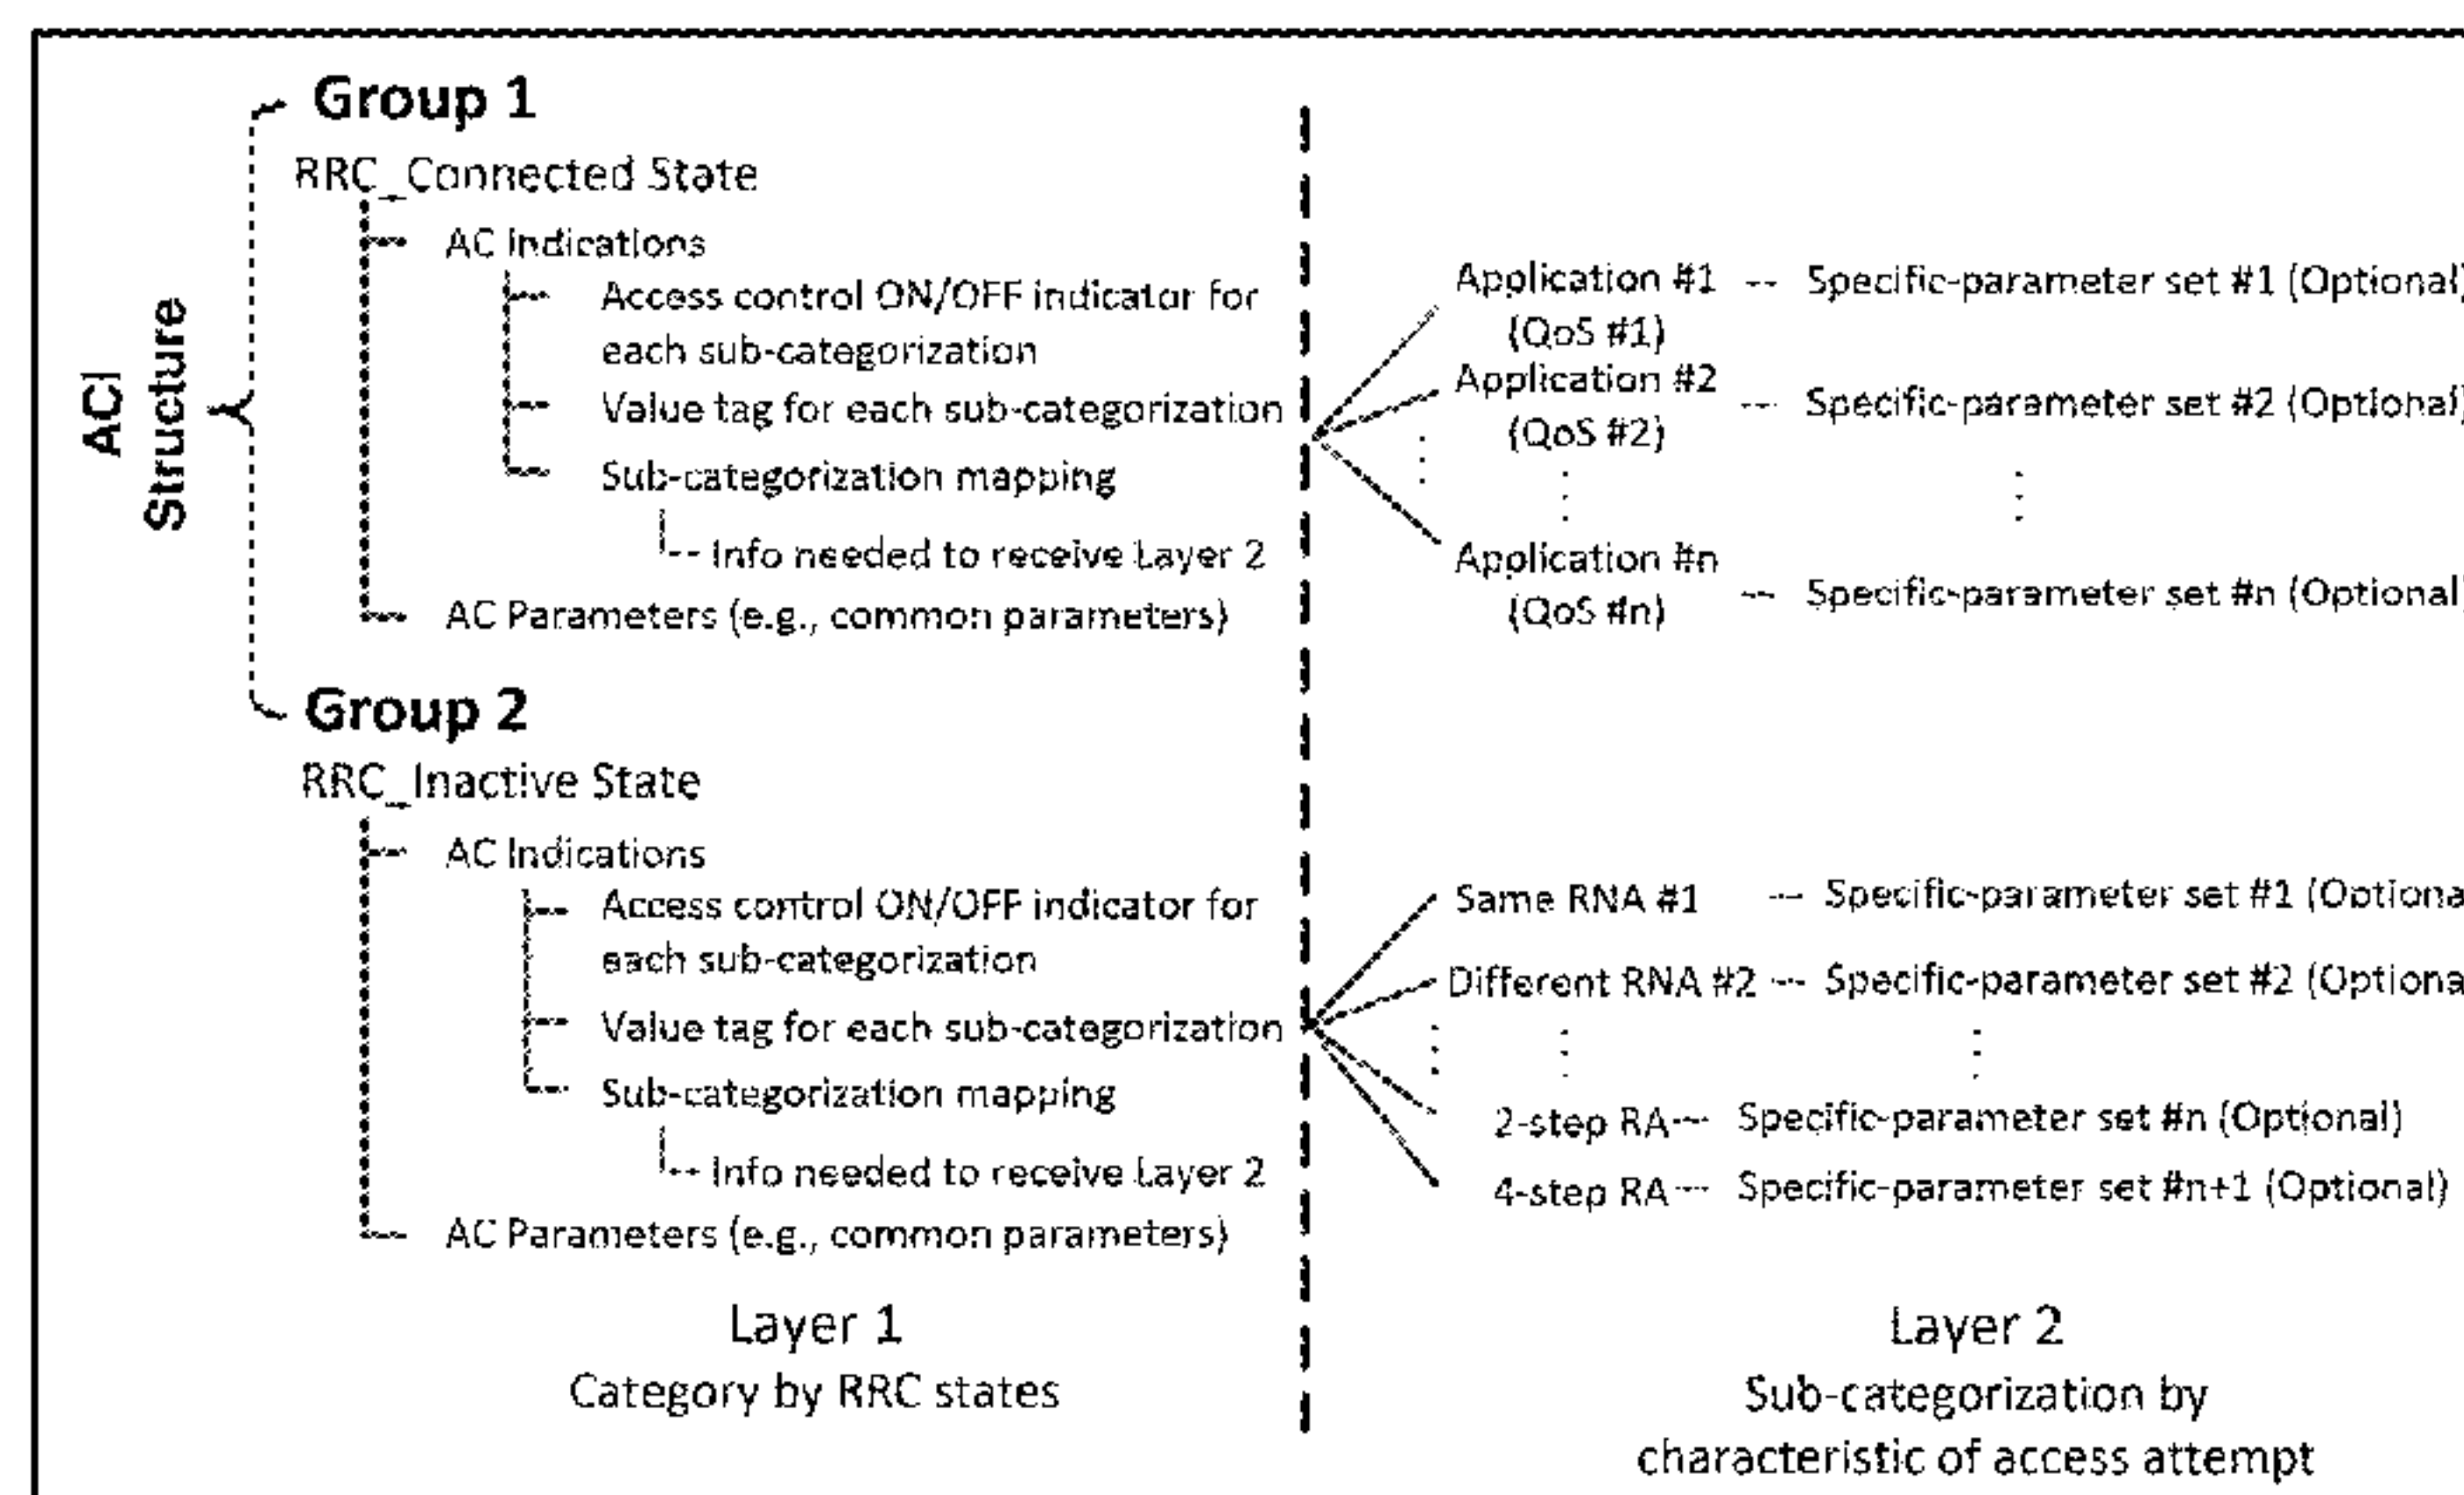 ACI
Structure
Group 1
RRC_Connected State
AC Indications
Access control ON/OFF indicator for
each sub-categorization
Value tag for each sub-categorization
Sub-categorization mapping
Info needed to receive Layer 2
AC Parameters (e.g., common parameters)
Application #1 -- Specific-parameter set #1 (Optional)
(QoS #1)
Application #2
(QoS #2) -- Specific-parameter set #2 (Optional)
Application #n
(QoS #n) -- Specific-parameter set #n (Optional)
Group 2
RRC_Inactive State
AC Indications
Access control ON/OFF indicator for
each sub-categorization
Value tag for each sub-categorization
Sub-categorization mapping
Info needed to receive Layer 2
AC Parameters (e.g., common parameters)
Same RNA #1 -- Specific-parameter set #1 (Optiona
Different RNA #2 -- Specific-parameter set #2 (Optiona
2-step RA -- Specific-parameter set #n (Optional)
4-step RA -- Specific-parameter set #n+1 (Optional)
Layer 1
Category by RRC states
Layer 2
Sub-categorization by
characteristic of access attempt